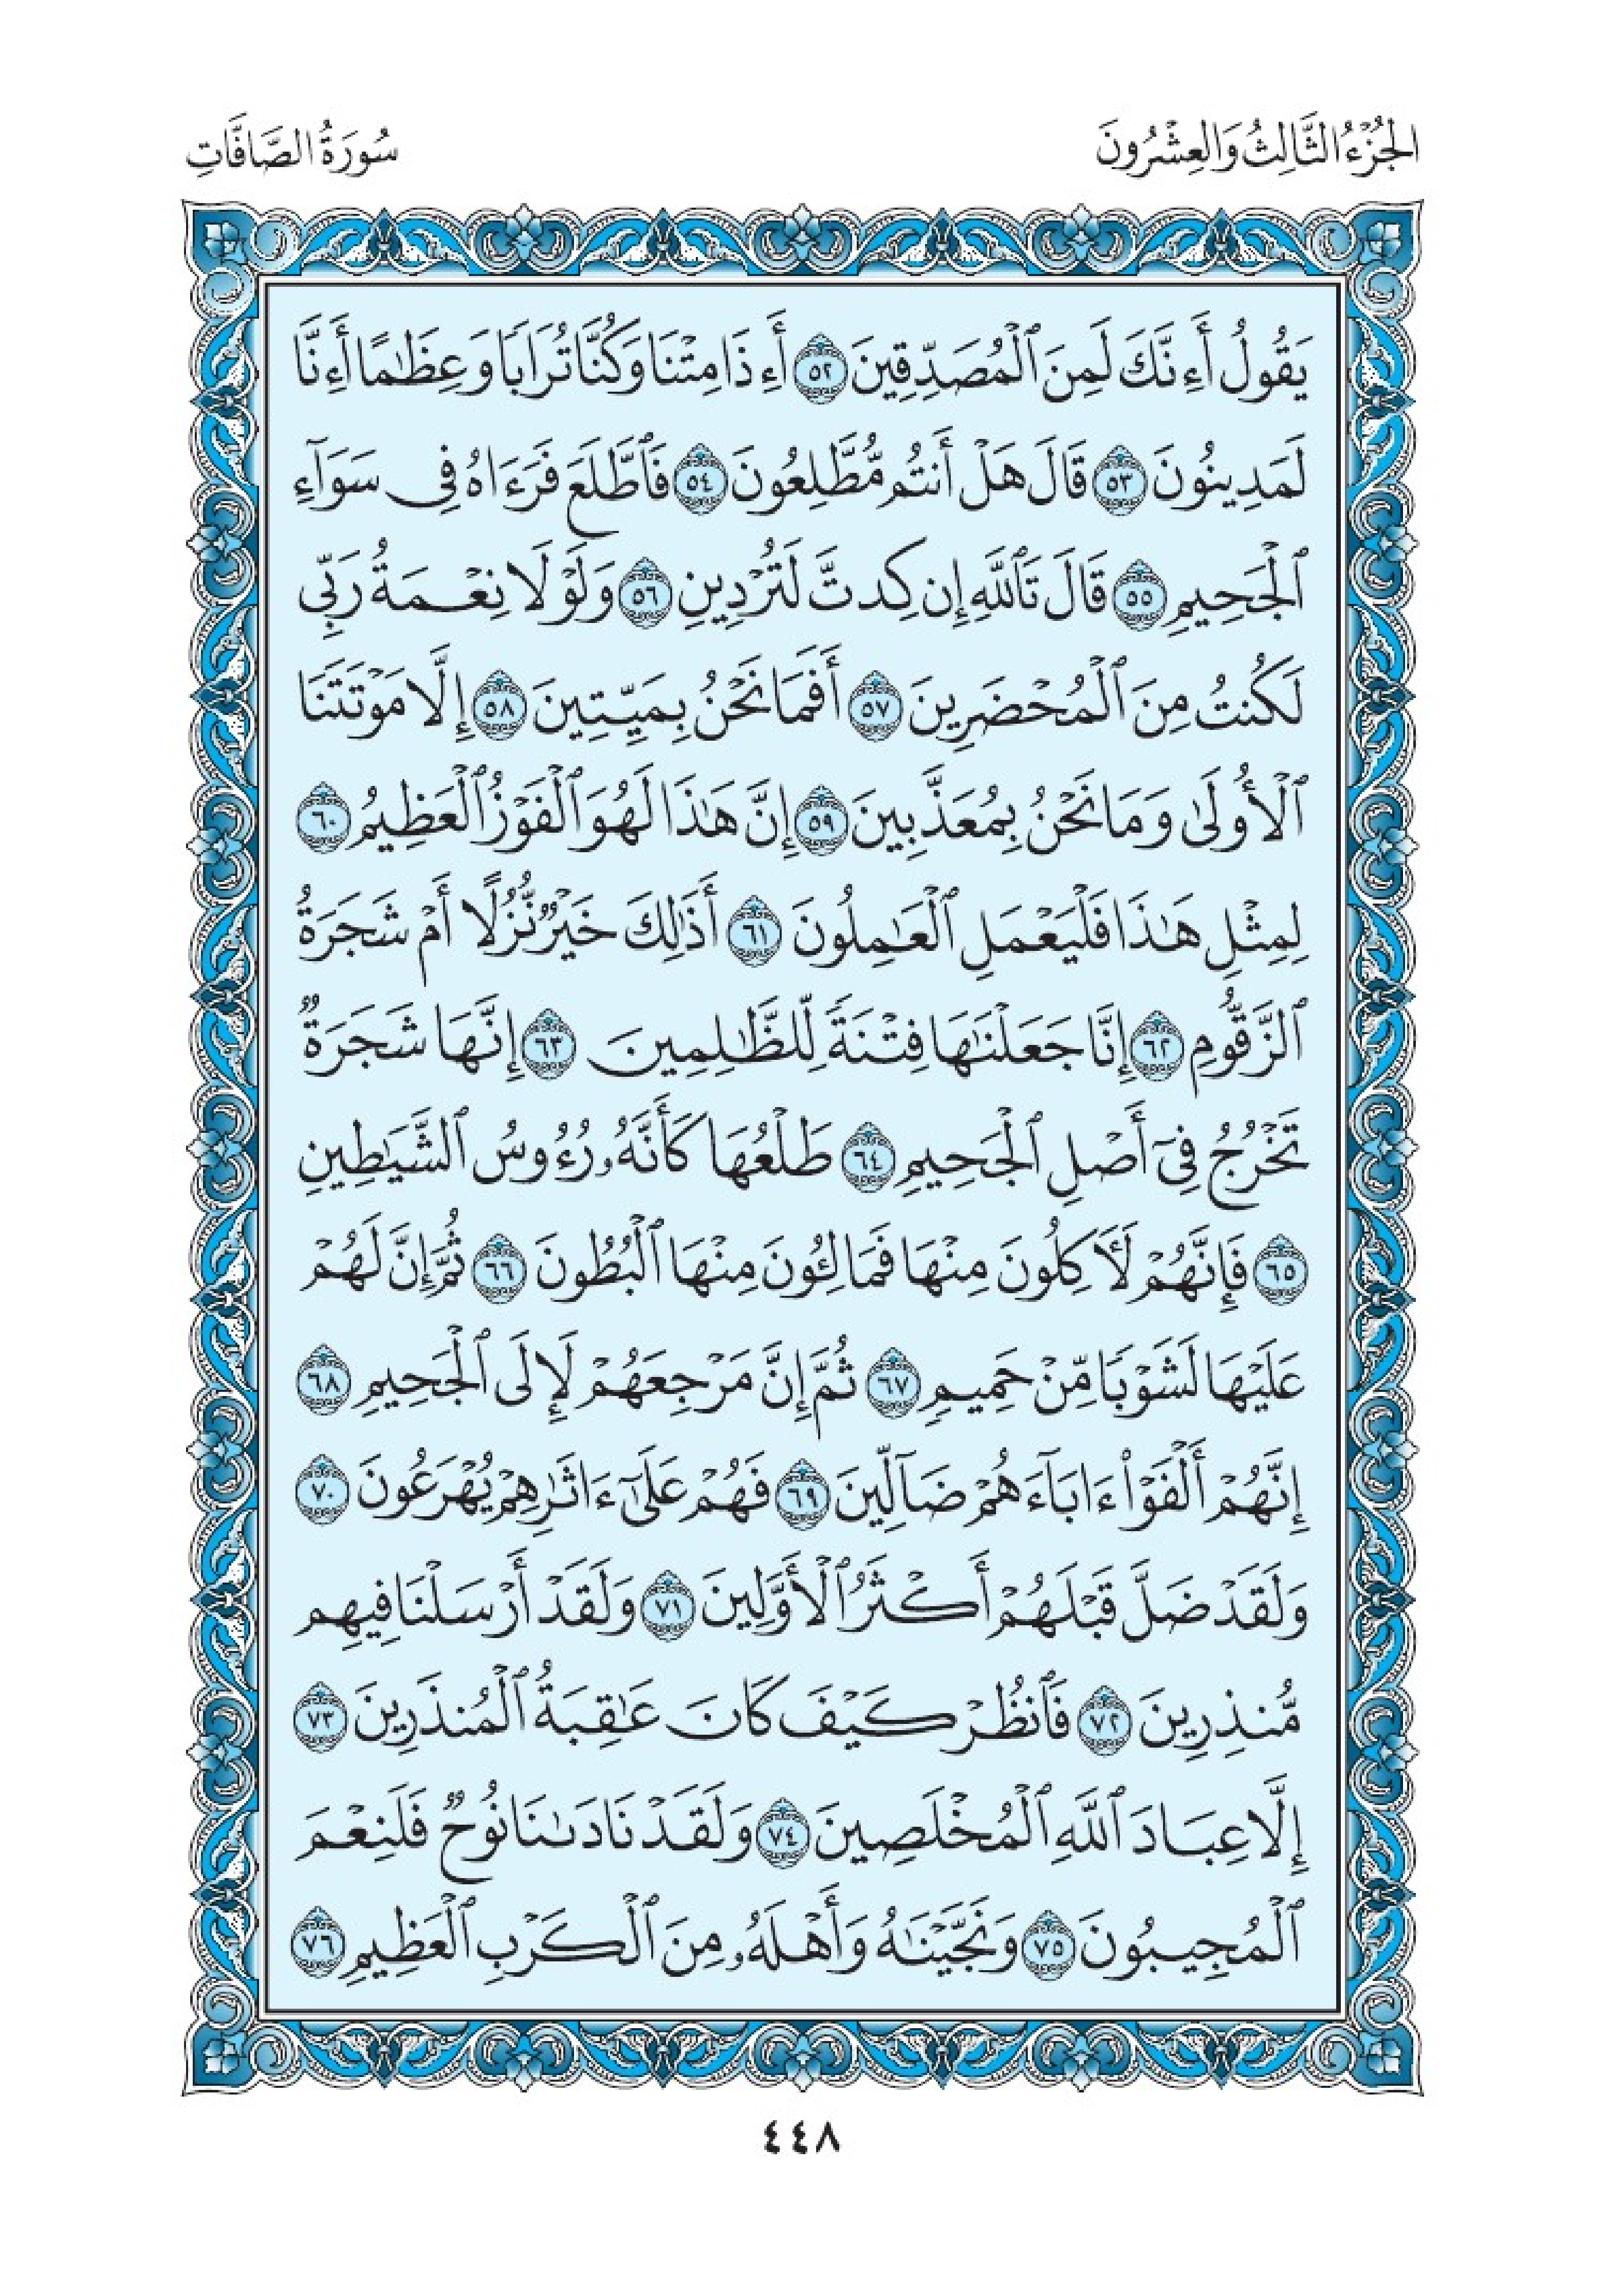 الجُزْءُ الثَّالِثُ وَالعِشْرُونَ
سُورَةُ الصَّافَّاتِ
يَقُولُ أَءِنَّكَ لَمِنَ ٱلْمُصَدِّقِينَ ٥٢ أَءِذَا مِتْنَا وَكُنَّا تُرَابًا وَعِظَٰمًا أَءِنَّا
لَمَدِينُونَ ٥٣ قَالَ هَلْ أَنتُم مُّطَّلِعُونَ ٥٤ فَٱطَّلَعَ فَرَءَاهُ فِى سَوَآءِ
ٱلْجَحِيمِ ٥٥ قَالَ تَٱللَّهِ إِن كِدتَّ لَتُرْدِينِ ٥٦ وَلَوْلَا نِعْمَةُ رَبِّى
لَكُنتُ مِنَ ٱلْمُحْضَرِينَ ٥٧ أَفَمَا نَحْنُ بِمَيِّتِينَ ٥٨ إِلَّا مَوْتَتَنَا
ٱلْأُولَىٰ وَمَا نَحْنُ بِمُعَذَّبِينَ ٥٩ إِنَّ هَٰذَا لَهُوَ ٱلْفَوْزُ ٱلْعَظِيمُ ٦٠
لِمِثْلِ هَٰذَا فَلْيَعْمَلِ ٱلْعَٰمِلُونَ ٦١ أَذَٰلِكَ خَيْرٌ نُّزُلًا أَمْ شَجَرَةُ
ٱلزَّقُّومِ ٦٢ إِنَّا جَعَلْنَٰهَا فِتْنَةً لِّلظَّٰلِمِينَ ٦٣ إِنَّهَا شَجَرَةٌ
تَخْرُجُ فِىٓ أَصْلِ ٱلْجَحِيمِ ٦٤ طَلْعُهَا كَأَنَّهُۥ رُءُوسُ ٱلشَّيَٰطِينِ
٦٥ فَإِنَّهُمْ لَءَاكِلُونَ مِنْهَا فَمَالِـُٔونَ مِنْهَا ٱلْبُطُونَ ٦٦ ثُمَّ إِنَّ لَهُمْ
عَلَيْهَا لَشَوْبًا مِّنْ حَمِيمٍ ٦٧ ثُمَّ إِنَّ مَرْجِعَهُمْ لَإِلَى ٱلْجَحِيمِ ٦٨
إِنَّهُمْ أَلْفَوْا۟ ءَابَآءَهُمْ ضَآلِّينَ ٦٩ فَهُمْ عَلَىٰٓ ءَاثَٰرِهِمْ يُهْرَعُونَ ٧٠
وَلَقَدْ ضَلَّ قَبْلَهُمْ أَكْثَرُ ٱلْأَوَّلِينَ ٧١ وَلَقَدْ أَرْسَلْنَا فِيهِم
مُّنذِرِينَ ٧٢ فَٱنظُرْ كَيْفَ كَانَ عَٰقِبَةُ ٱلْمُنذَرِينَ ٧٣
إِلَّا عِبَادَ ٱللَّهِ ٱلْمُخْلَصِينَ ٧٤ وَلَقَدْ نَادَىٰنَا نُوحٌ فَلَنِعْمَ
ٱلْمُجِيبُونَ ٧٥ وَنَجَّيْنَٰهُ وَأَهْلَهُۥ مِنَ ٱلْكَرْبِ ٱلْعَظِيمِ ٧٦
٤٤٨